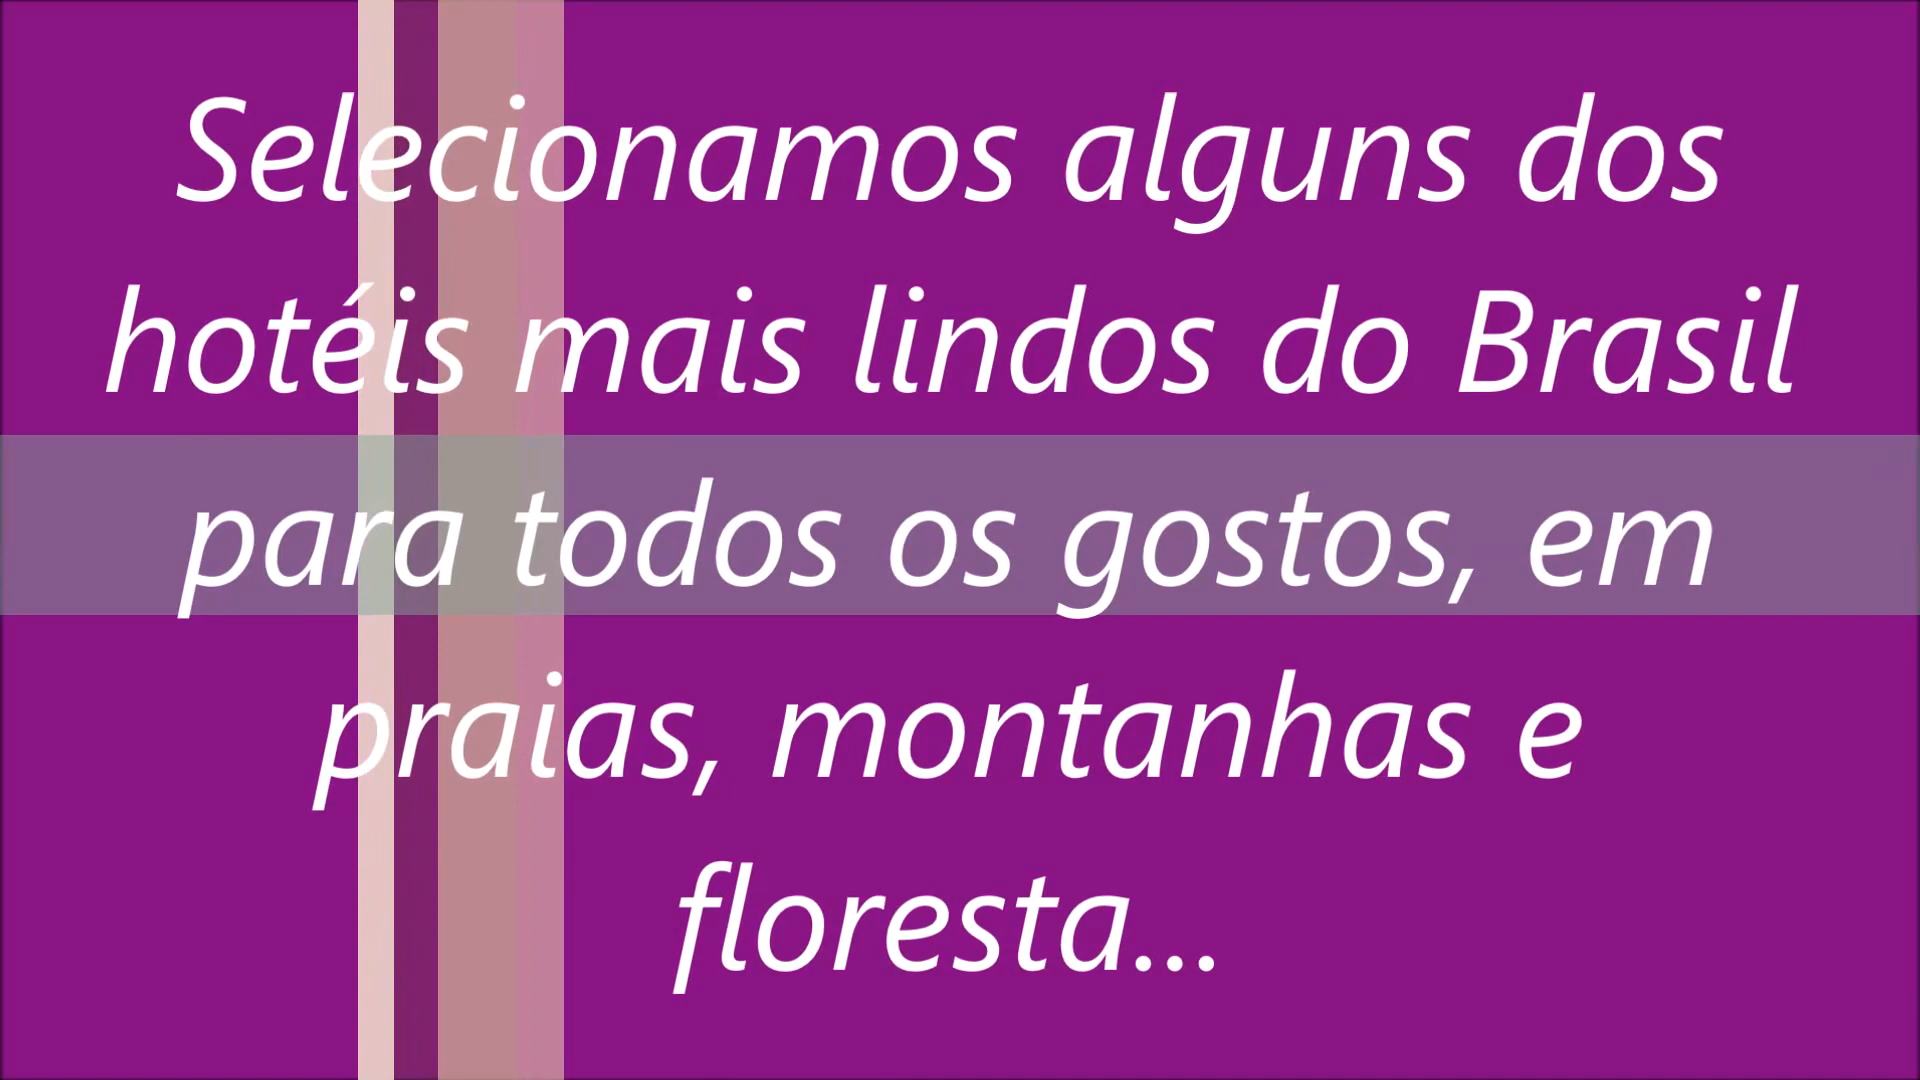 Selecionamos alguns dos
hotéis mais lindos do Brasil
para todos os gostos, em
praias, montanhas e
floresta...